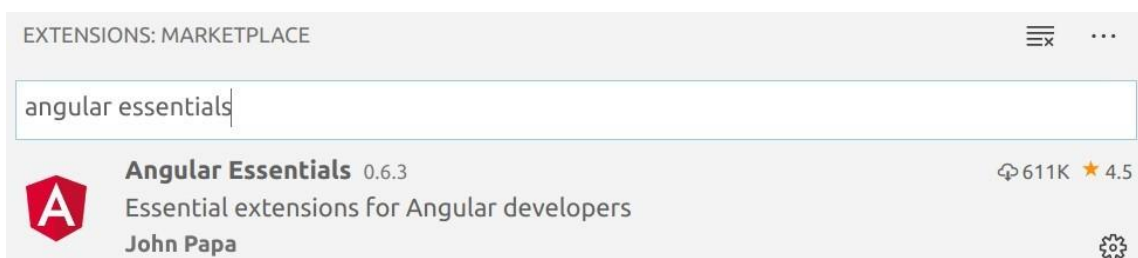 EXTENSIONS: MARKETPLACE
angular essentials
Angular Essentials 0.6.3 611K ★ 4.5
Essential extensions for Angular developers
John Papa